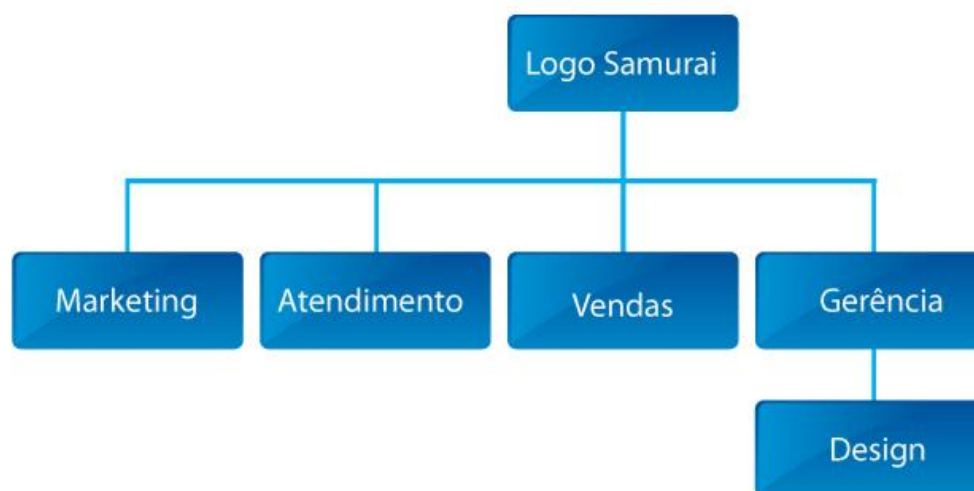 Logo Samurai
Marketing
Atendimento
Vendas
Gerência
Design